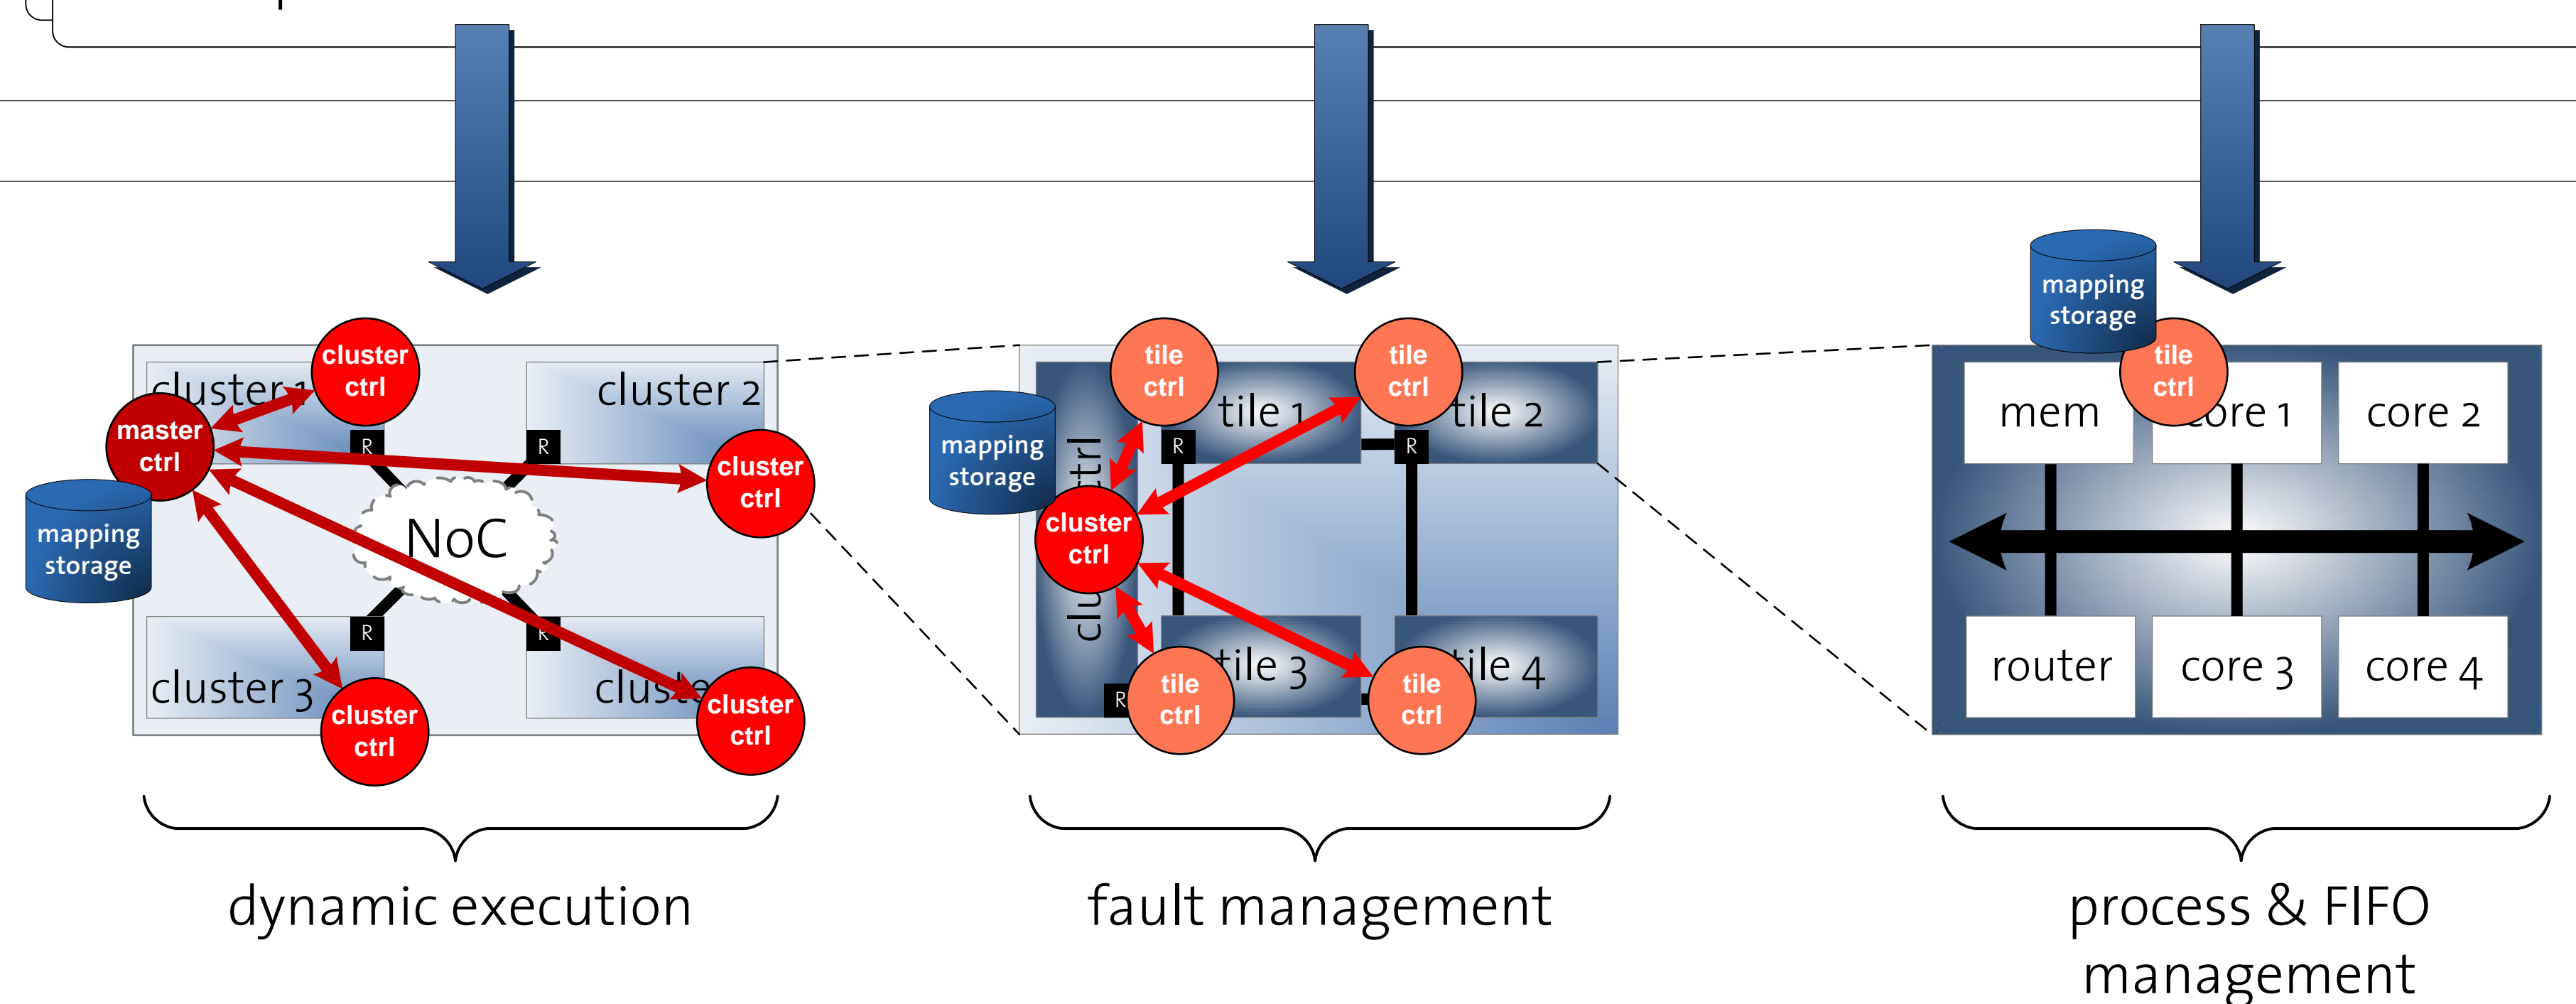 mapping
storage
cluster
ctrl
cluster 1
cluster 2
master
ctrl
R
R
cluster
ctrl
mapping
storage
NoC
R
R
cluster 3
cluster
ctrl
cluster
ctrl
tile
ctrl
tile
ctrl
tile 1
tile 2
mapping
storage
R
R
cluster
ctrl
tile 3
tile 4
R
tile
ctrl
tile
ctrl
tile
ctrl
mem
core 2
router
core 3
core 4
dynamic execution
fault management
process & FIFO
management